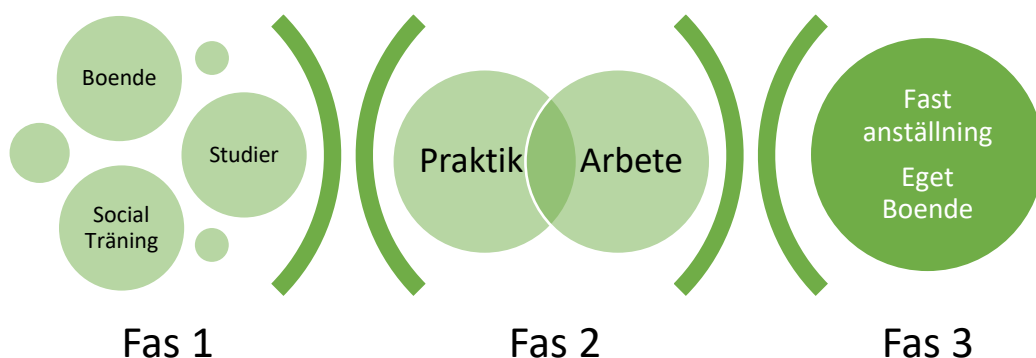 Boende
Studier
Social
Träning
Praktik
Arbete
Fast
anställning
Eget
Boende
Fas 1
Fas 2
Fas 3